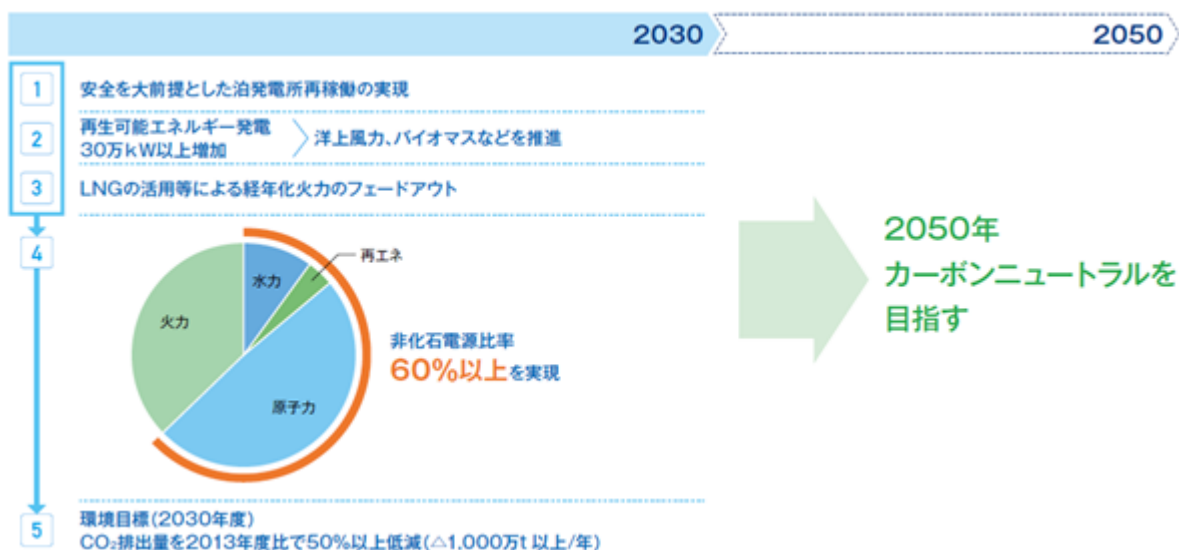 2030
2050
1
安全を大前提とした泊発電所再稼働の実現
2
再生可能エネルギー発電
30万kW以上増加
洋上風力、バイオマスなどを推進
3
LNGの活用等による経年化火力のフェードアウト
4
水力
再エネ
火力
原子力
非化石電源比率
60%以上を実現
2050年
カーボンニュートラルを
目指す
5
環境目標(2030年度)
CO₂排出量を2013年度比で50%以上低減(△1,000万t 以上/年)